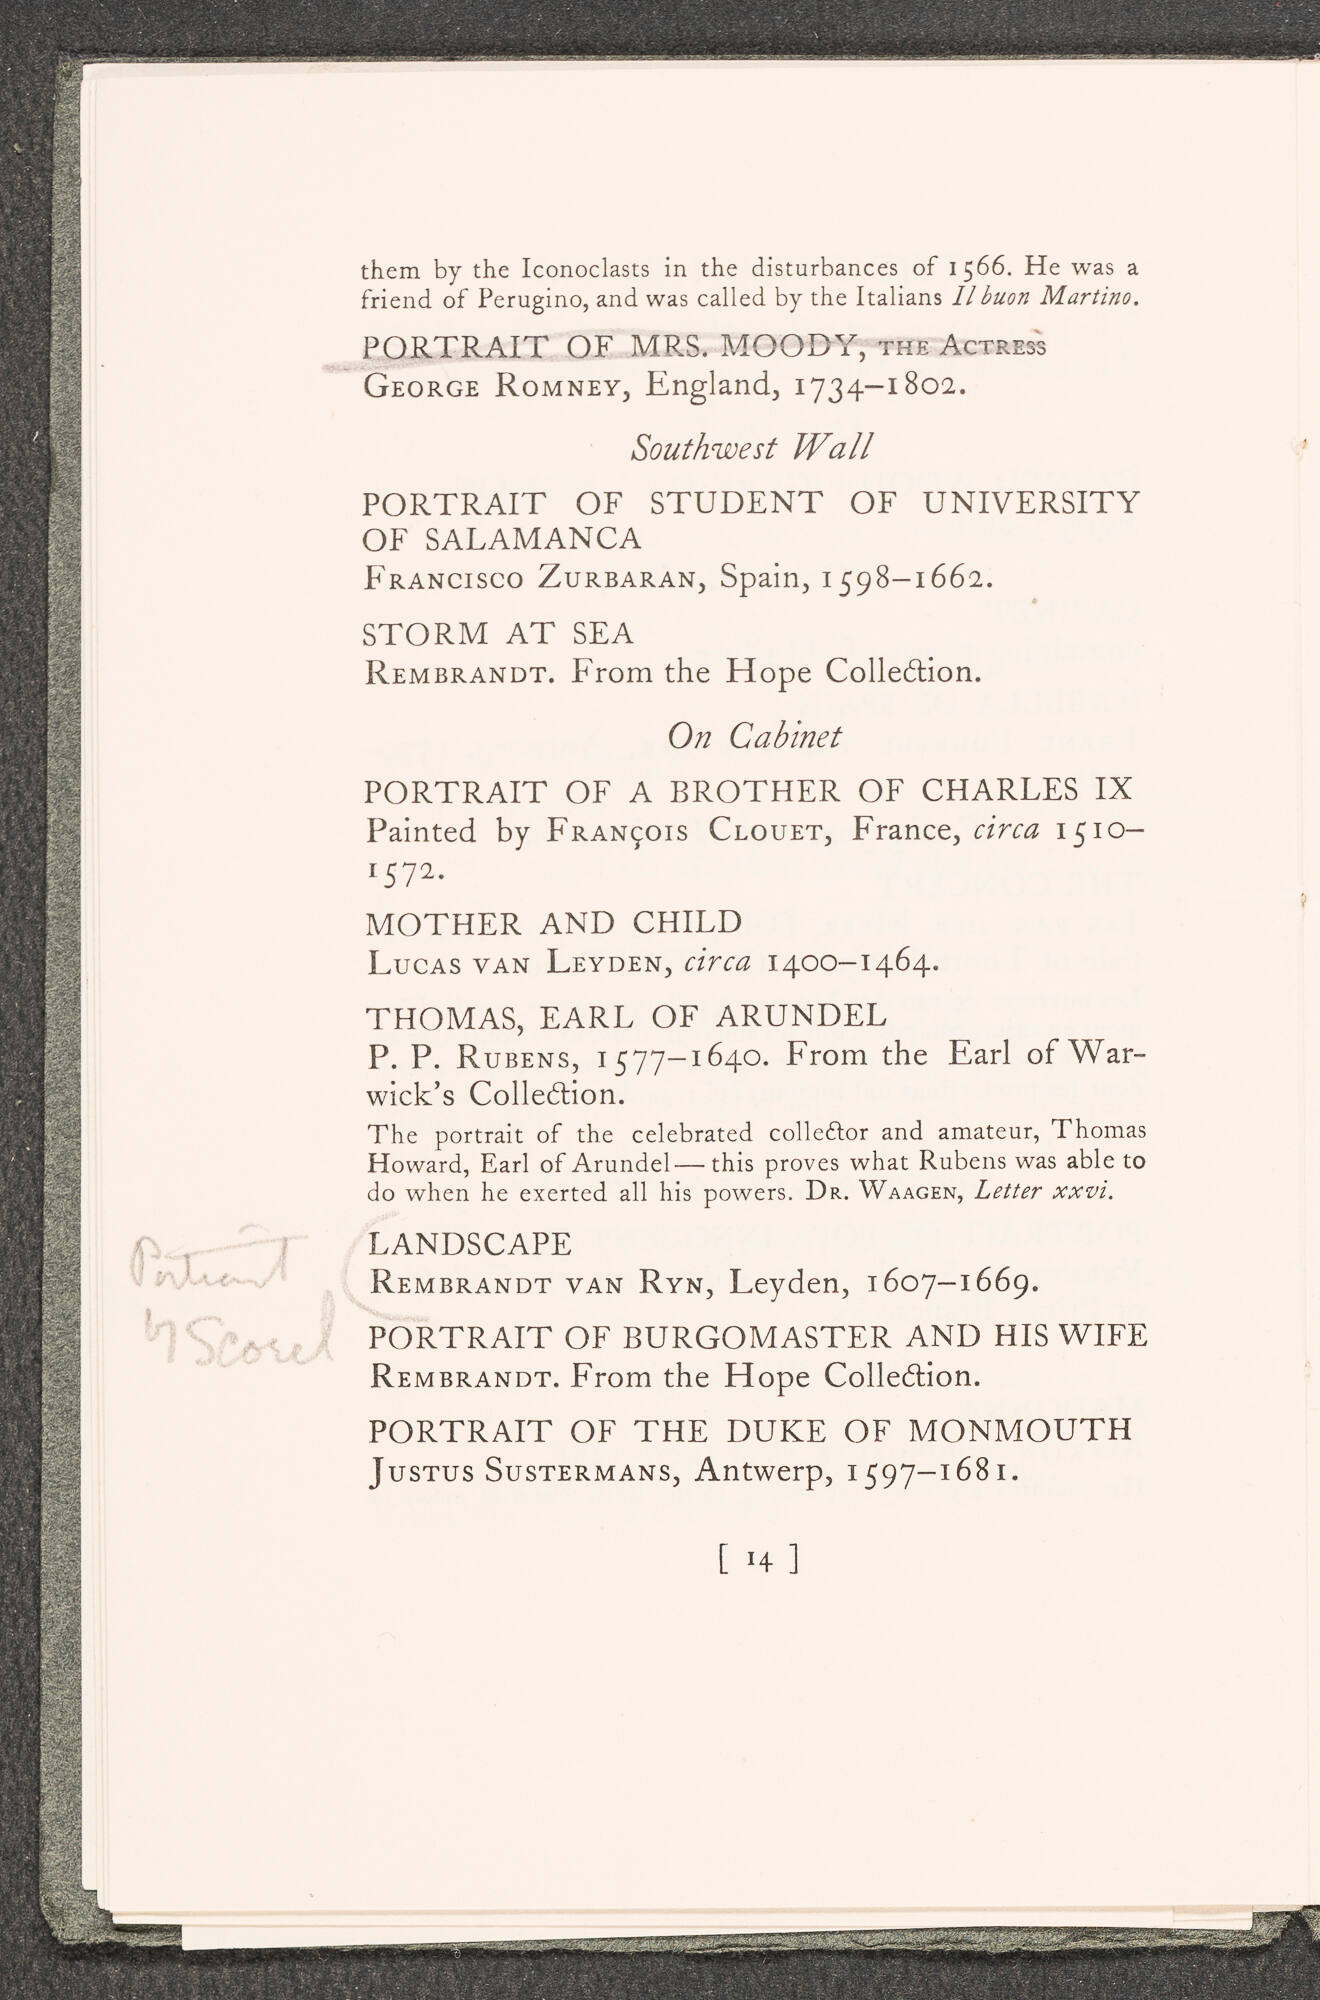 them by the Iconoclasts in the disturbances of 1566. He was a
friend of Perugino, and was called by the Italians Il buon Martino.
PORTRAIT OF MRS. MOODY, THE ACTRESS
GEORGE ROMNEY, England, 1734–1802.
Southwest Wall
PORTRAIT OF STUDENT OF UNIVERSITY
OF SALAMANCA
FRANCISCO ZURBARAN, Spain, 1598–1662.
STORM AT SEA
REMBRANDT. From the Hope Collection.
On Cabinet
PORTRAIT OF A BROTHER OF CHARLES IX
Painted by FRANÇOIS CLOUET, France, circa 1510–
1572.
MOTHER AND CHILD
LUCAS VAN LEYDEN, circa 1400–1464.
THOMAS, EARL OF ARUNDEL
P. P. RUBENS, 1577–1640. From the Earl of War-
wick's Collection.
The portrait of the celebrated collector and amateur, Thomas
Howard, Earl of Arundel—this proves what Rubens was able to
do when he exerted all his powers. DR. WAAGEN, Letter xxvi.
Portrait
by Scorel
LANDSCAPE
REMBRANDT VAN RYN, Leyden, 1607–1669.
PORTRAIT OF BURGOMASTER AND HIS WIFE
REMBRANDT. From the Hope Collection.
PORTRAIT OF THE DUKE OF MONMOUTH
JUSTUS SUSTERMANS, Antwerp, 1597–1681.
[ 14 ]